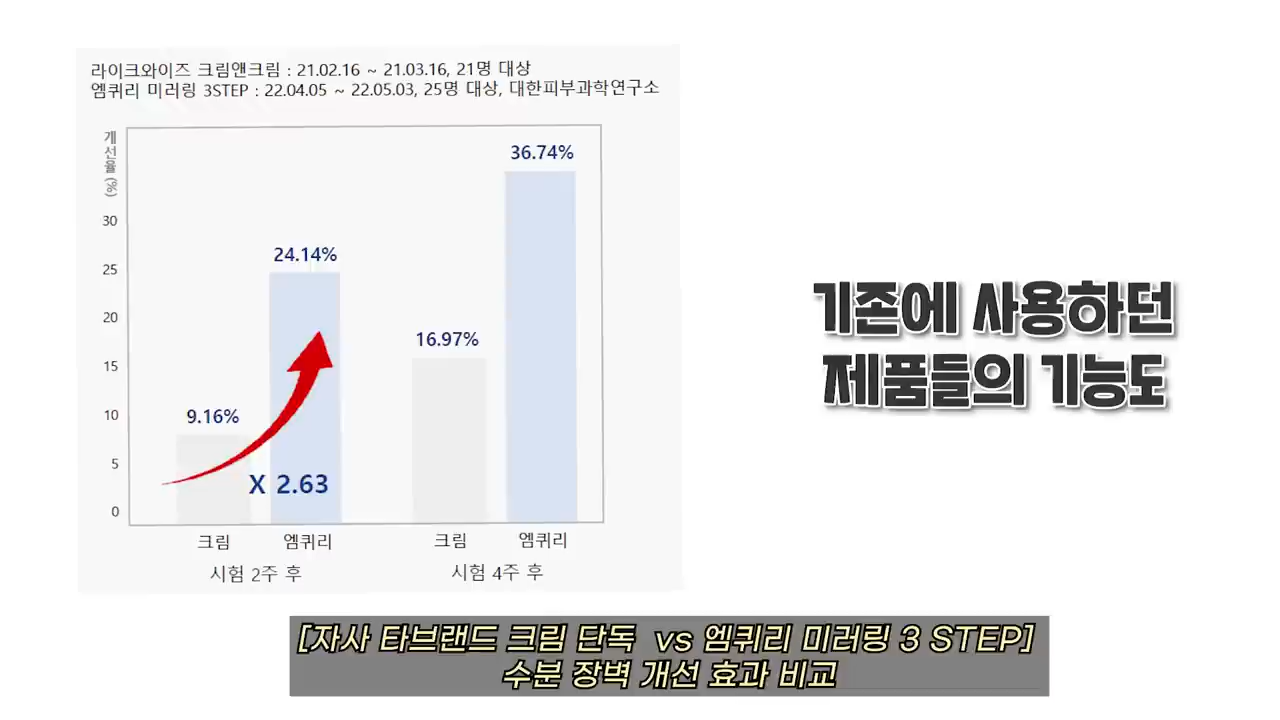 라이크와이즈 크림앤크림 : 21.02.16 ~ 21.03.16, 21명 대상
엠퀴리 미러링 3STEP : 22.04.05 ~ 22.05.03, 25명 대상, 대한피부과학연구소
개선율 (%)
36.74%
30
24.14%
25
20
16.97%
15
9.16%
10
5
X 2.63
0
크림
엠퀴리
크림
엠퀴리
시험 2주 후
시험 4주 후
기존에 사용하던
제품들의 기능도
[자사 타브랜드 크림 단독 vs 엠퀴리 미러링 3 STEP]
수분 장벽 개선 효과 비교